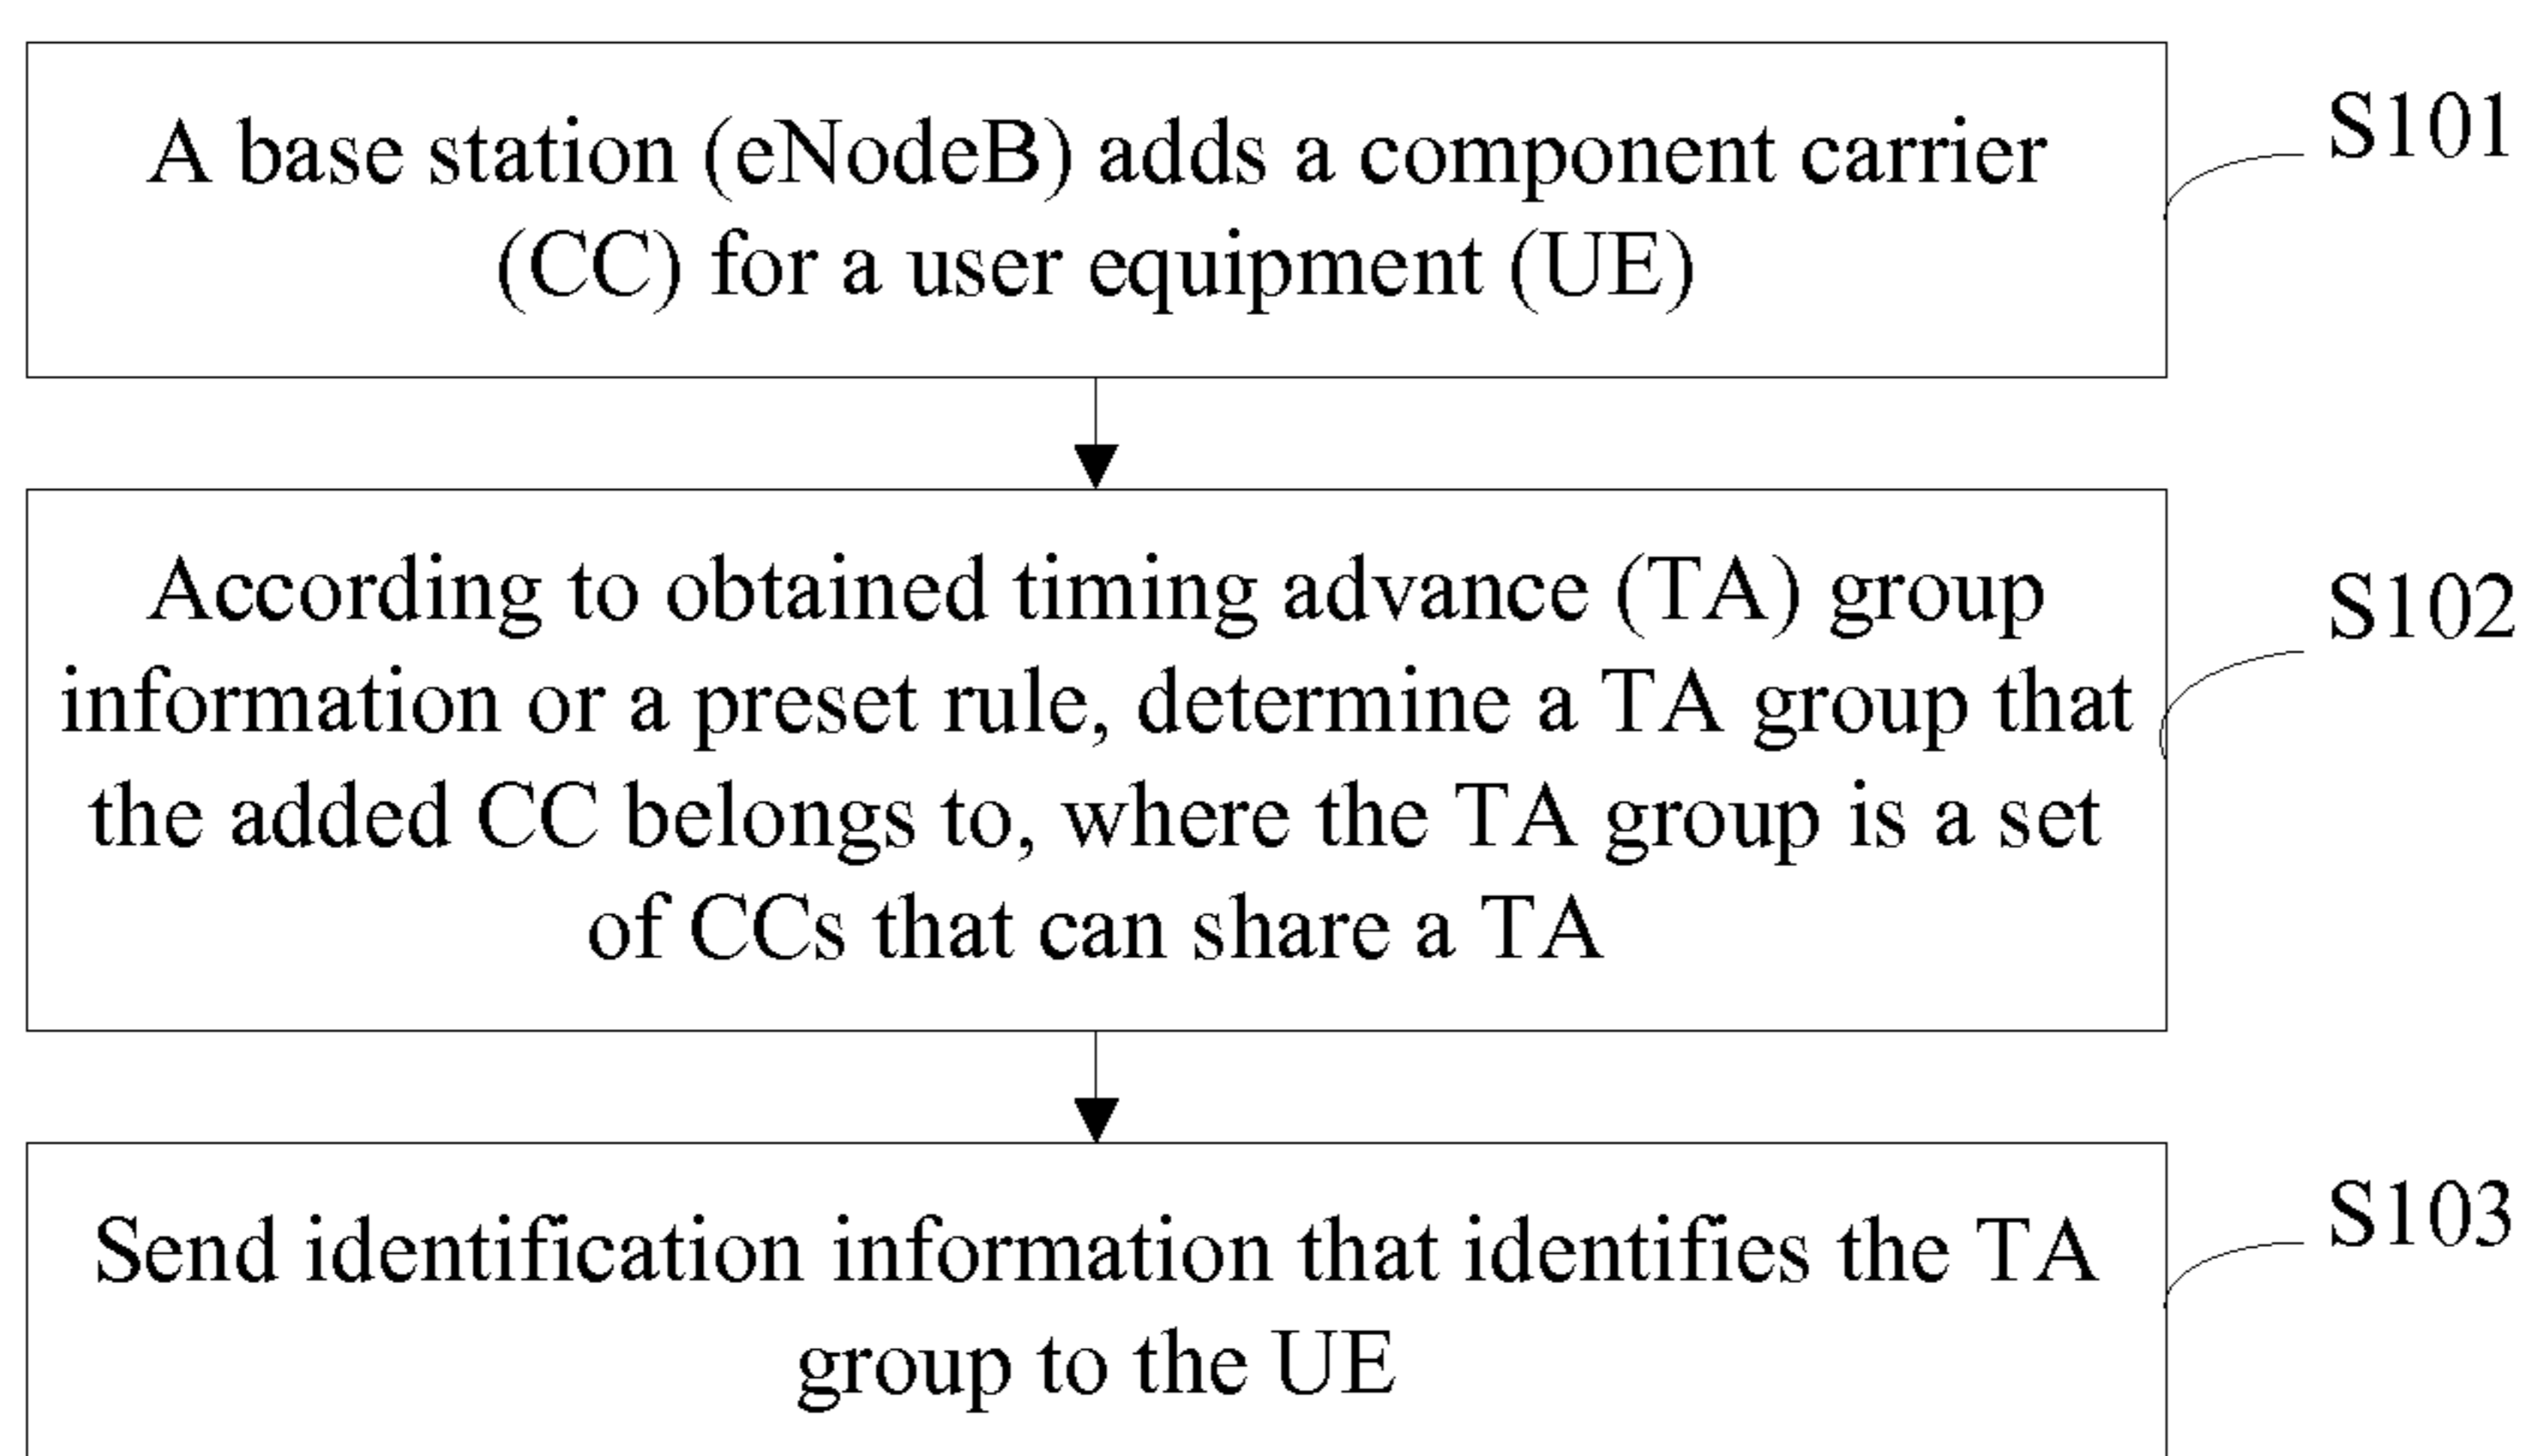 A base station (eNodeB) adds a component carrier
(CC) for a user equipment (UE)
S101
According to obtained timing advance (TA) group
information or a preset rule, determine a TA group that
the added CC belongs to, where the TA group is a set
of CCs that can share a TA
S102
Send identification information that identifies the TA
group to the UE
S103